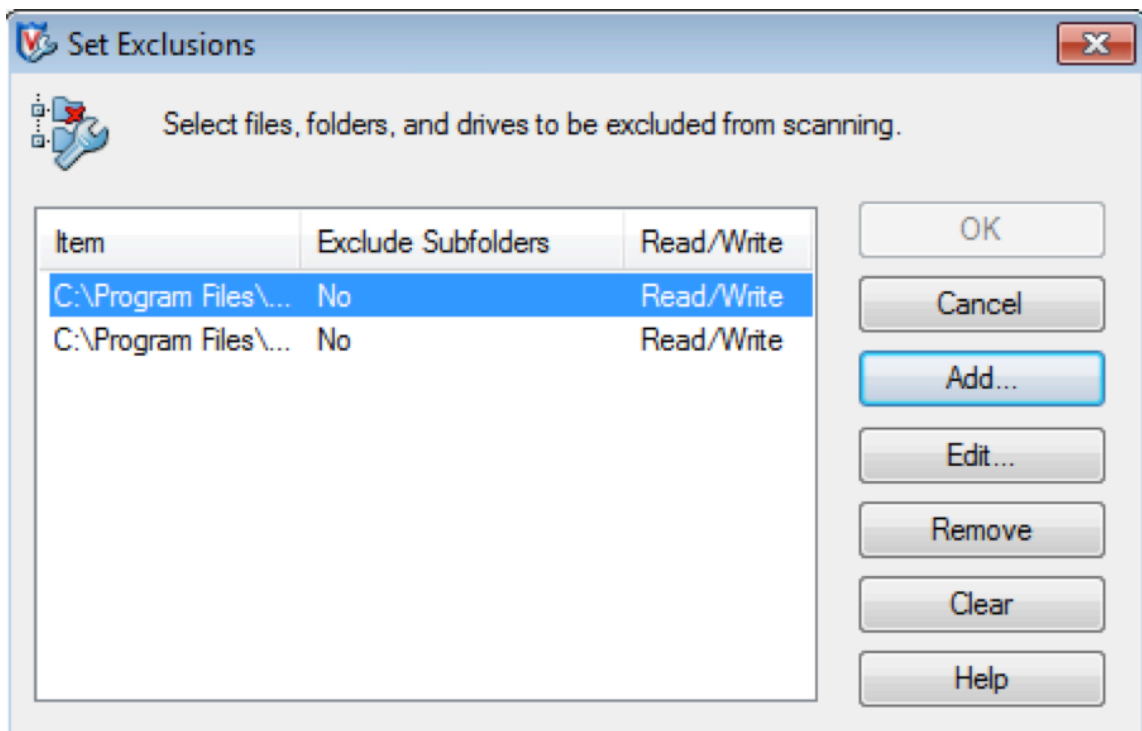 Set Exclusions
Select files, folders, and drives to be excluded from scanning.
Item Exclude Subfolders Read/Write
C:\Program Files\... No Read/Write
C:\Program Files\... No Read/Write
OK
Cancel
Add...
Edit...
Remove
Clear
Help